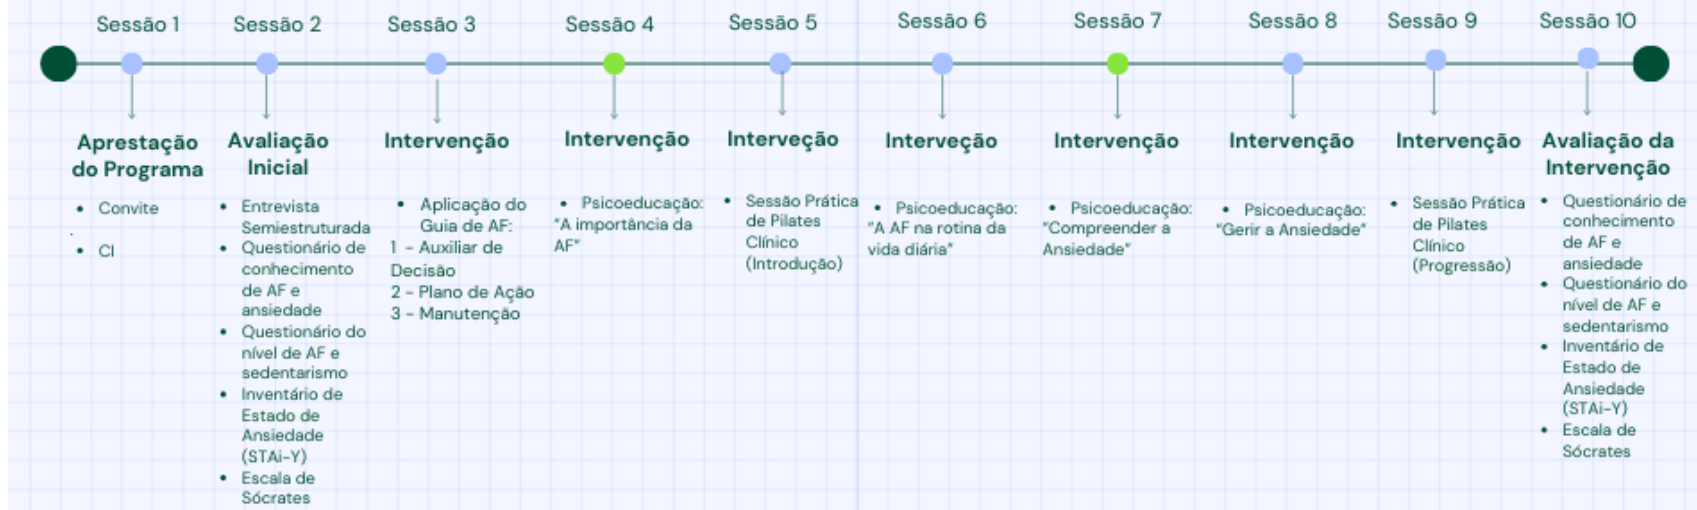 Sessão 1
Aprestação
do Programa
• Convite
.
• CI
Sessão 2
Avaliação
Inicial
• Entrevista
Semiestruturada
• Questionário de
conhecimento
de AF e
ansiedade
• Questionário do
nível de AF e
sedentarismo
• Inventário de
Estado de
Ansiedade
(STAi-Y)
• Escala de
Sócrates
Sessão 3
Intervenção
• Aplicação do
Guia de AF:
1 - Auxiliar de
Decisão
2 - Plano de Ação
3 - Manutenção
Sessão 4
Intervenção
• Psicoeducação:
“A importância da
AF”
Sessão 5
Interveção
• Sessão Prática
de Pilates
Clínico
(Introdução)
Sessão 6
Interveção
• Psicoeducação:
“A AF na rotina da
vida diária”
Sessão 7
Intervenção
• Psicoeducação:
“Compreender a
Ansiedade”
Sessão 8
Intervenção
• Psicoeducação:
“Gerir a Ansiedade”
Sessão 9
Intervenção
• Sessão Prática
de Pilates
Clínico
(Progressão)
Sessão 10
Avaliação da
Intervenção
• Questionário de
conhecimento
de AF e
ansiedade
• Questionário do
nível de AF e
sedentarismo
• Inventário de
Estado de
Ansiedade
(STAi-Y)
• Escala de
Sócrates